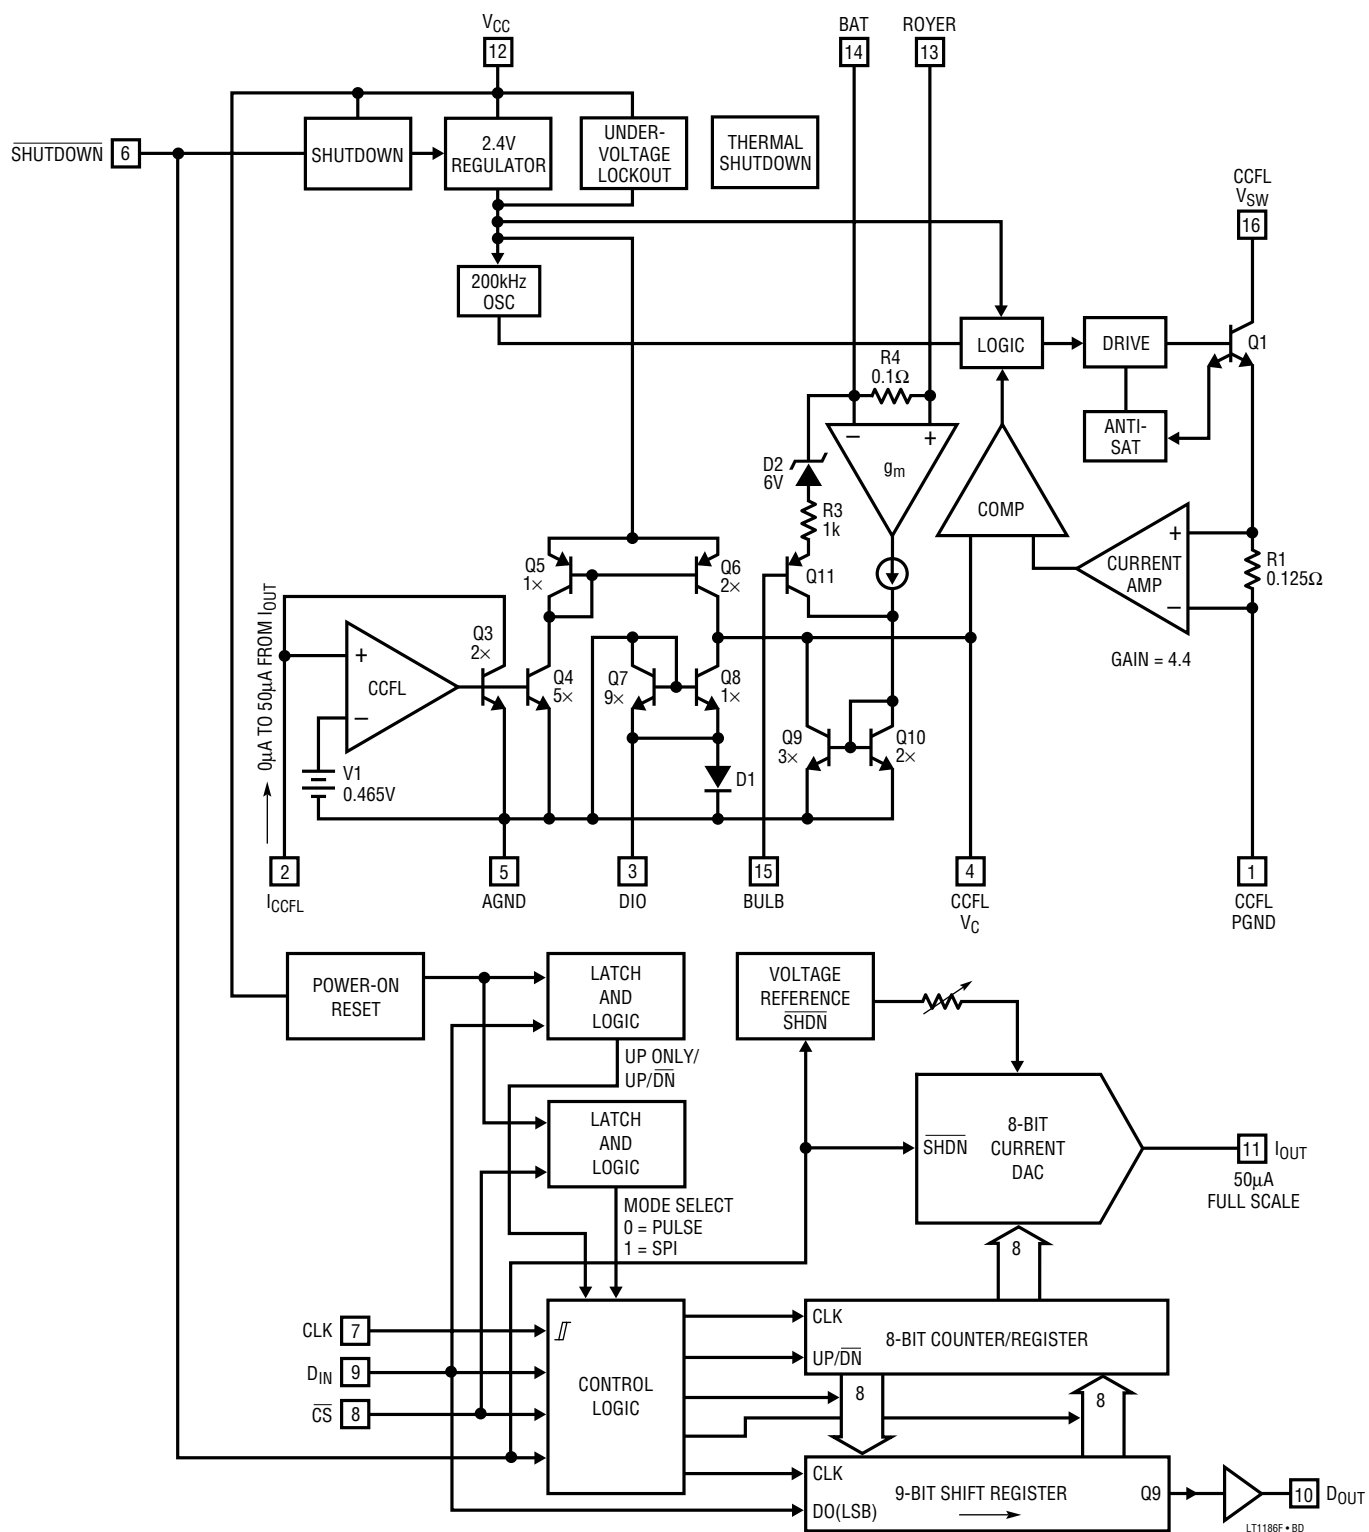 VCC
12
BAT
14
ROYER
13
SHUTDOWN
6
SHUTDOWN
2.4V
REGULATOR
UNDER-
VOLTAGE
LOCKOUT
THERMAL
SHUTDOWN
CCFL
VSW
16
200kHz
OSC
LOGIC
DRIVE
Q1
R4
0.1Ω
ANTI-
SAT
– +
gm
D2
6V
R3
1k
COMP
Q5
1×
Q6
2×
Q11
+
CURRENT
AMP
–
R1
0.125Ω
GAIN = 4.4
0µA TO 50µA FROM IOUT
+
CCFL
–
Q3
2×
Q4
5×
Q7
9×
Q8
1×
Q9
3×
Q10
2×
V1
0.465V
D1
2
ICCFL
5
AGND
3
DIO
15
BULB
4
CCFL
VC
1
CCFL
PGND
POWER-ON
RESET
LATCH
AND
LOGIC
VOLTAGE
REFERENCE
SHDN
UP ONLY/
UP/DN
LATCH
AND
LOGIC
SHDN
8-BIT
CURRENT
DAC
11
IOUT
50µA
FULL SCALE
MODE SELECT
0 = PULSE
1 = SPI
8
CLK 7
DIN 9
CS 8
CONTROL
LOGIC
CLK
UP/DN
8-BIT COUNTER/REGISTER
8
8
CLK
DO(LSB)
9-BIT SHIFT REGISTER
Q9
10
DOUT
LT1186F • BD